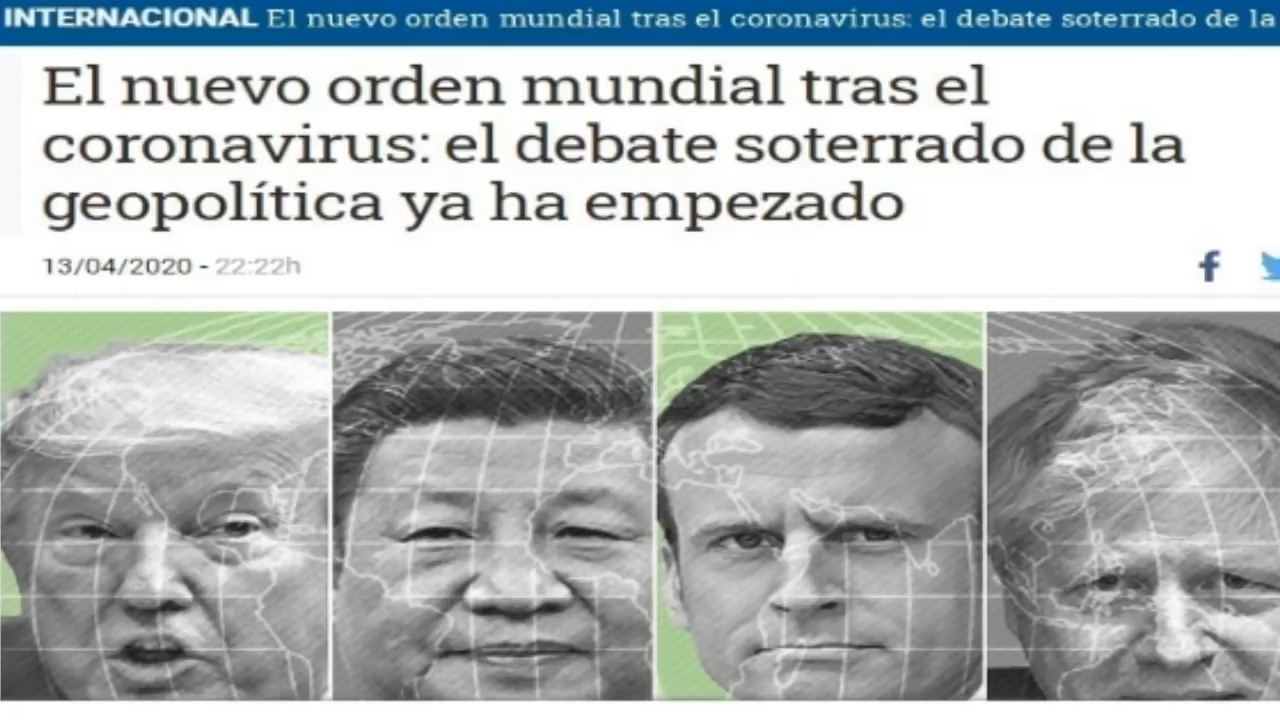 INTERNACIONAL El nuevo orden mundial tras el coronavirus: el debate soterrado de la
El nuevo orden mundial tras el
coronavirus: el debate soterrado de la
geopolítica ya ha empezado
13/04/2020 - 22:22h